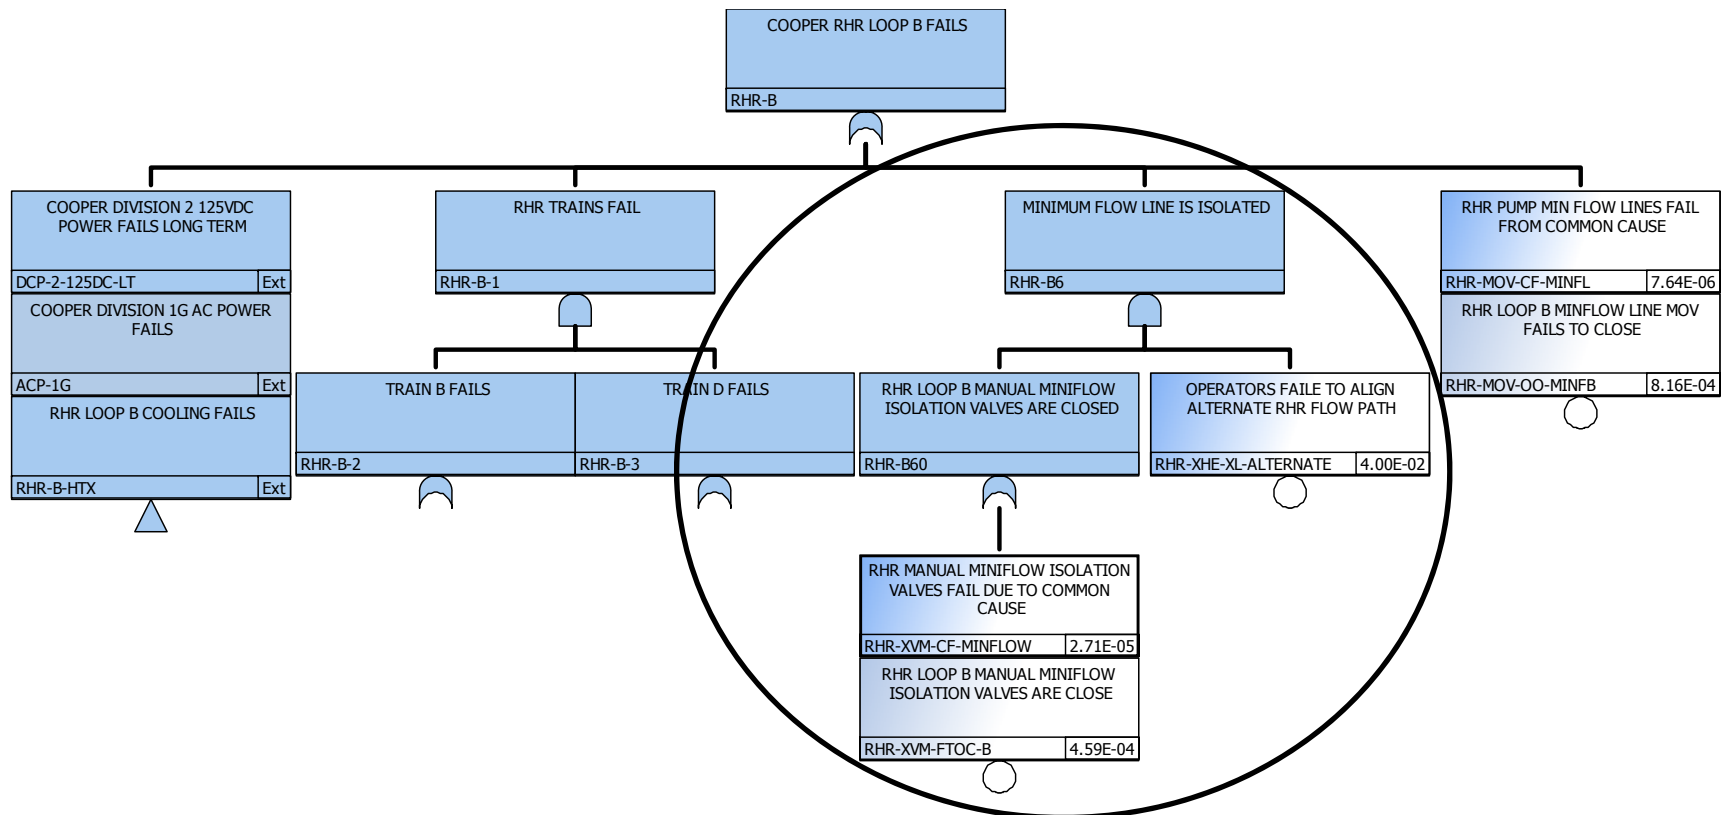 COOPER RHR LOOP B FAILS
RHR-B
COOPER DIVISION 2 125VDC
POWER FAILS LONG TERM
DCP-2-125DC-LT Ext
COOPER DIVISION 1G AC POWER
FAILS
ACP-1G Ext
RHR LOOP B COOLING FAILS
RHR-B-HTX Ext
RHR TRAINS FAIL
RHR-B-1
TRAIN B FAILS
RHR-B-2
TRAIN D FAILS
RHR-B-3
MINIMUM FLOW LINE IS ISOLATED
RHR-B6
RHR LOOP B MANUAL MINIFLOW
ISOLATION VALVES ARE CLOSED
RHR-B60
RHR MANUAL MINIFLOW ISOLATION
VALVES FAIL DUE TO COMMON
CAUSE
RHR-XVM-CF-MINFLOW 2.71E-05
RHR LOOP B MANUAL MINIFLOW
ISOLATION VALVES ARE CLOSE
RHR-XVM-FTOC-B 4.59E-04
OPERATORS FAILE TO ALIGN
ALTERNATE RHR FLOW PATH
RHR-XHE-XL-ALTERNATE 4.00E-02
RHR PUMP MIN FLOW LINES FAIL
FROM COMMON CAUSE
RHR-MOV-CF-MINFL 7.64E-06
RHR LOOP B MINFLOW LINE MOV
FAILS TO CLOSE
RHR-MOV-OO-MINFB 8.16E-04